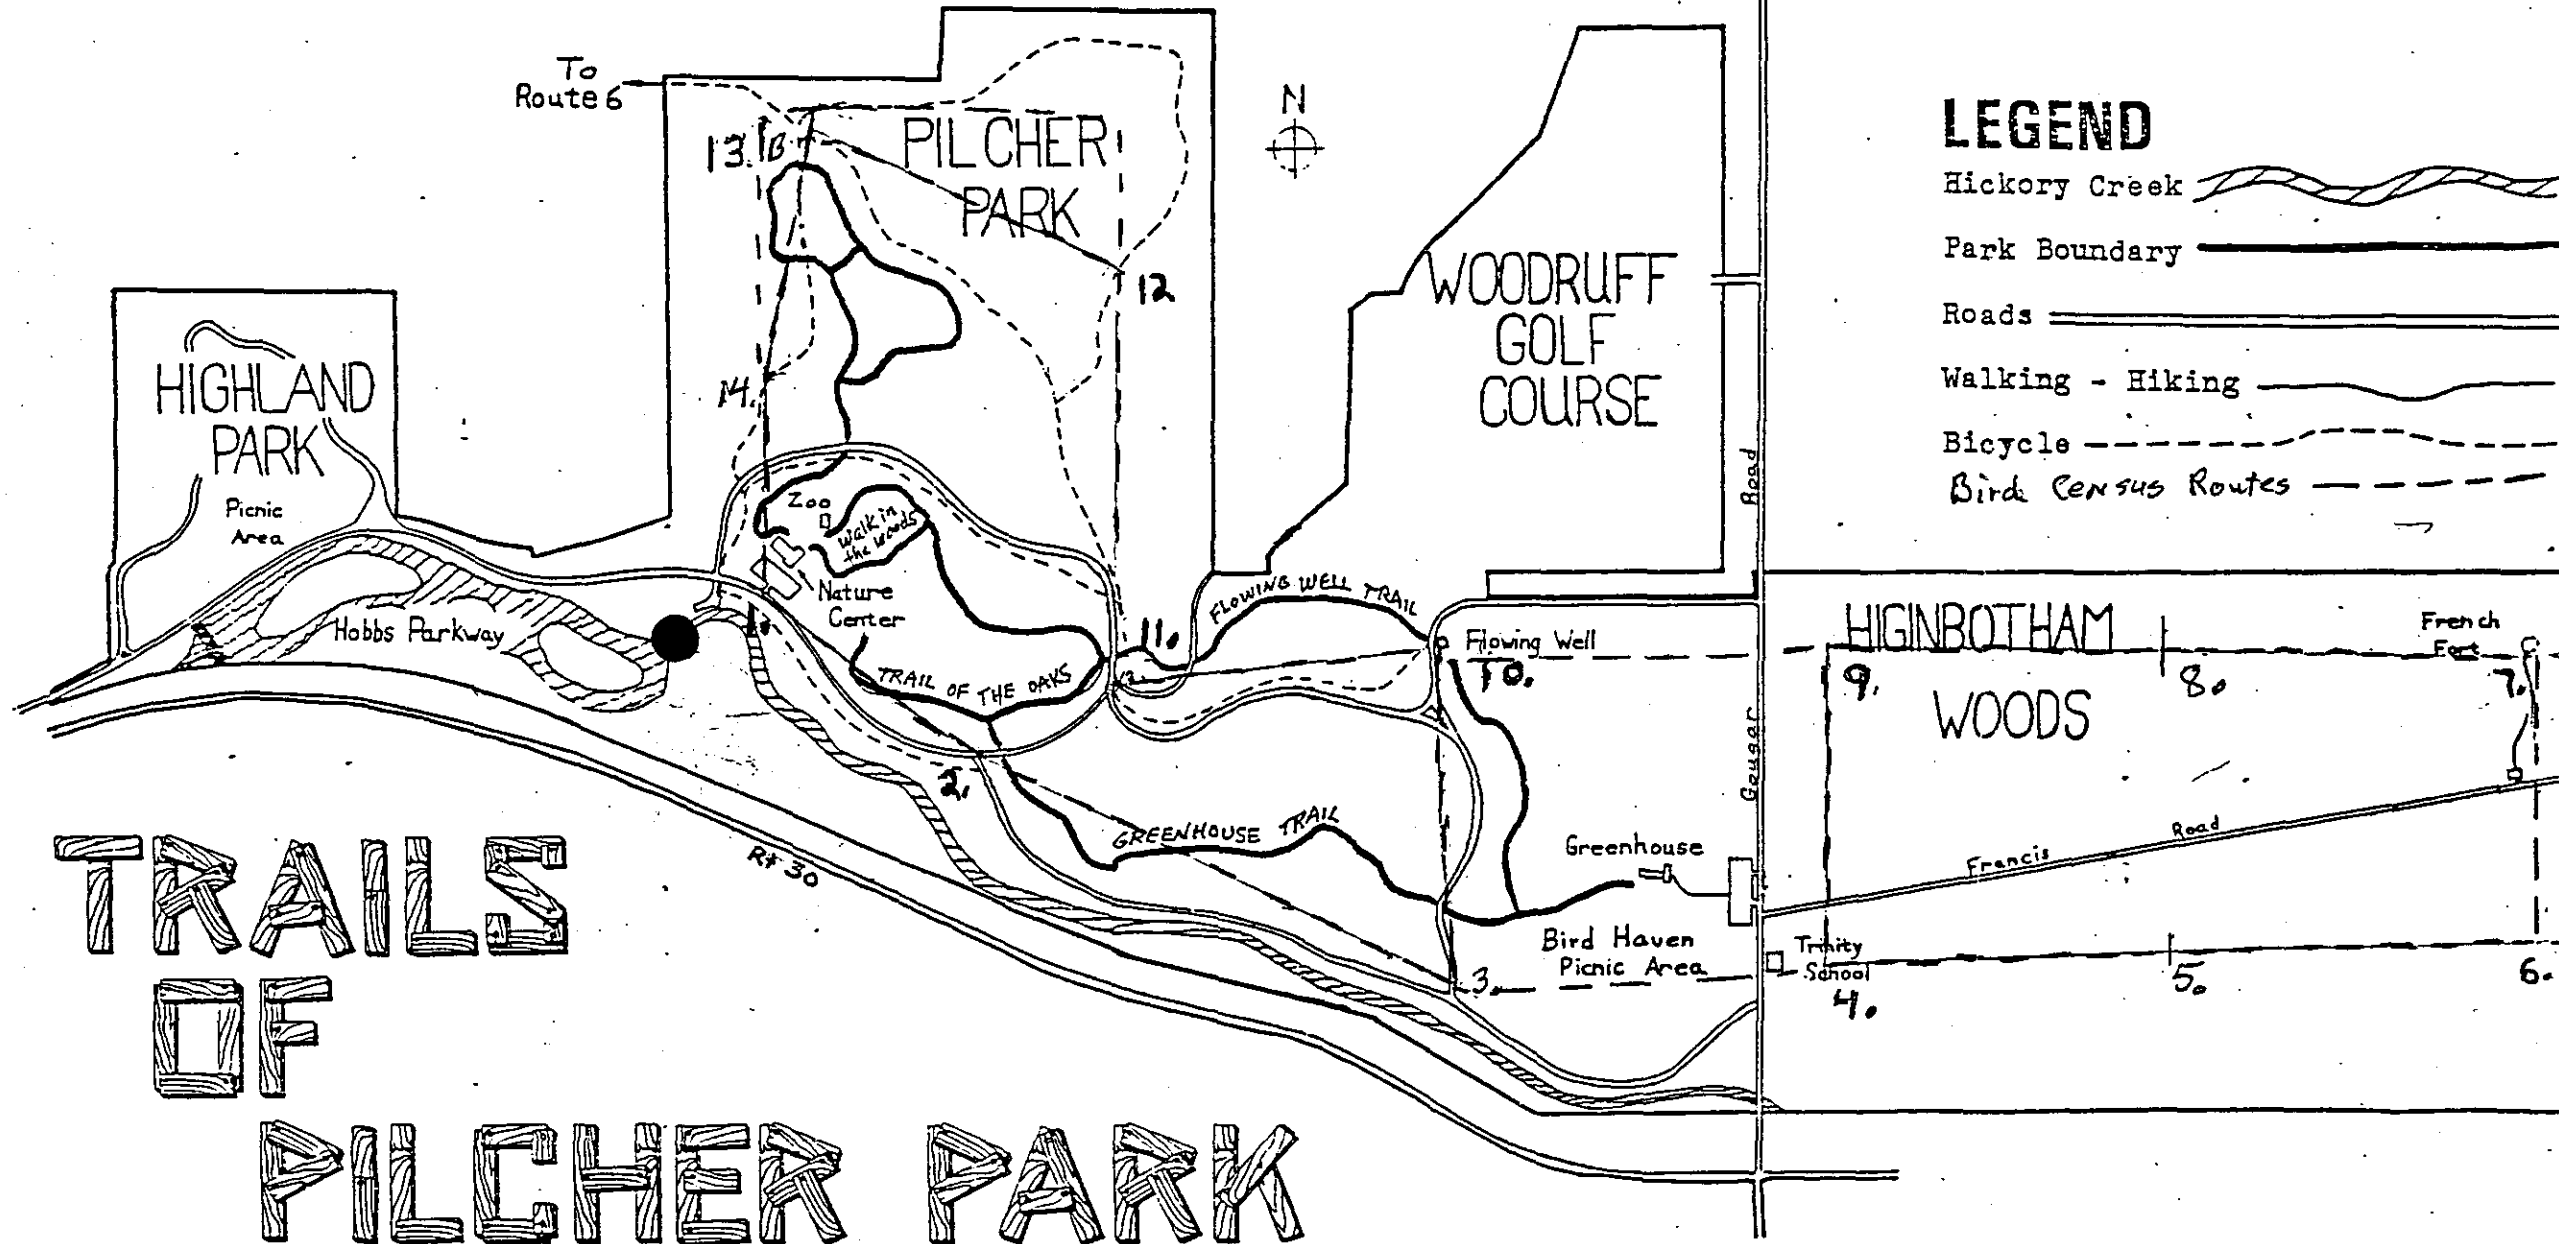 To
Route 6
N
PILCHER
PARK
13.
12.
14.
HIGHLAND
PARK
Picnic
Area
WOODRUFF
GOLF
COURSE
Road
LEGEND
Hickory Creek
Park Boundary
Roads
Walking - Hiking
Bicycle
Bird Census Routes
Zoo
Walk in
the woods
Nature
Center
Hobbs Parkway
1.
TRAIL OF THE OAKS
11.
FLOWING WELL TRAIL
Flowing Well
10.
HIGINBOTHAM
WOODS
French
Fort
9.
8.
7.
2.
Gougar
GREENHOUSE TRAIL
Greenhouse
Francis Road
Rt 30
Bird Haven
Picnic Area
3.
Trinity
School
4.
5.
6.
TRAILS
OF
PILCHER PARK